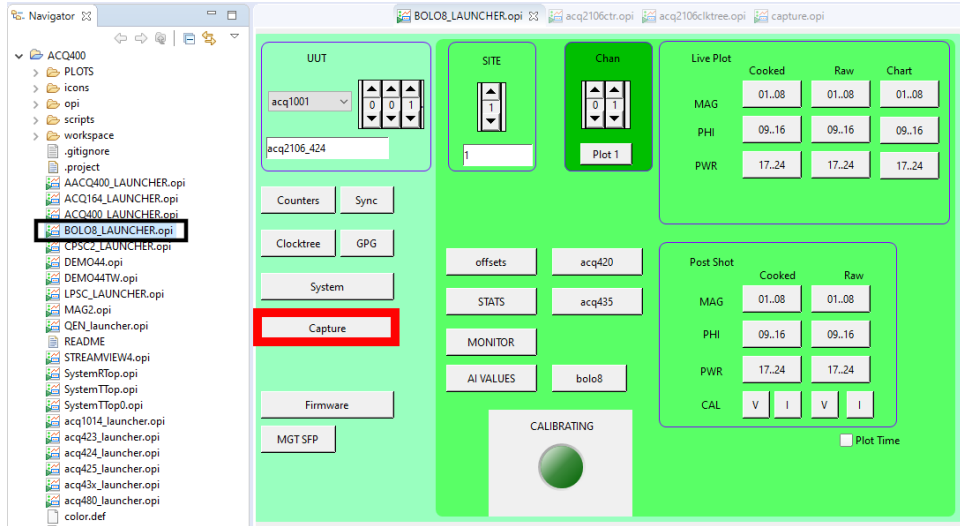 Navigator
ACQ400
PLOTS
icons
opi
scripts
workspace
.gitignore
.project
AACQ400_LAUNCHER.opi
ACQ164_LAUNCHER.opi
ACQ400_LAUNCHER.opi
BOLO8_LAUNCHER.opi
CPSC2_LAUNCHER.opi
DEMO44.opi
DEMO44TW.opi
LPSC_LAUNCHER.opi
MAG2.opi
QEN_launcher.opi
README
STREAMVIEW4.opi
SystemRTop.opi
SystemTTop.opi
SystemTTop0.opi
acq1014_launcher.opi
acq423_launcher.opi
acq424_launcher.opi
acq425_launcher.opi
acq43x_launcher.opi
acq480_launcher.opi
color.def
BOLO8_LAUNCHER.opi acq2106ctr.opi acq2106clktree.opi capture.opi
UUT
acq1001 0 0 1
acq2106_424
Counters Sync
Clocktree GPG
System
Capture
Firmware
MGT SFP
SITE
1
1
Chan
0 1
Plot 1
offsets acq420
STATS acq435
MONITOR
AI VALUES bolo8
CALIBRATING
Live Plot
Cooked Raw Chart
MAG 01..08 01..08 01..08
PHI 09..16 09..16 09..16
PWR 17..24 17..24 17..24
Post Shot
Cooked Raw
MAG 01..08 01..08
PHI 09..16 09..16
PWR 17..24 17..24
CAL V I V I
Plot Time